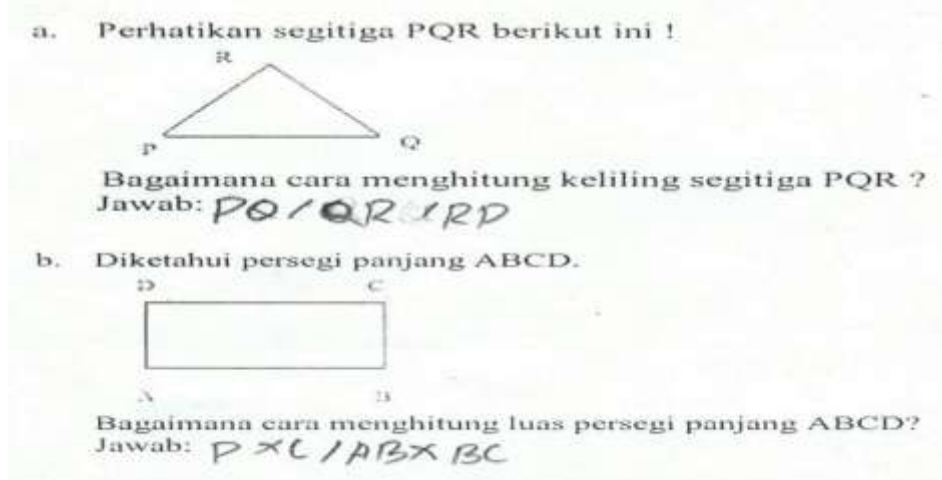 a. Perhatikan segitiga PQR berikut ini !
R
P Q
Bagaimana cara menghitung keliling segitiga PQR ?
Jawab: PQ / QR / RP
b. Diketahui persegi panjang ABCD.
D C
A B
Bagaimana cara menghitung luas persegi panjang ABCD?
Jawab: P × L / AB × BC